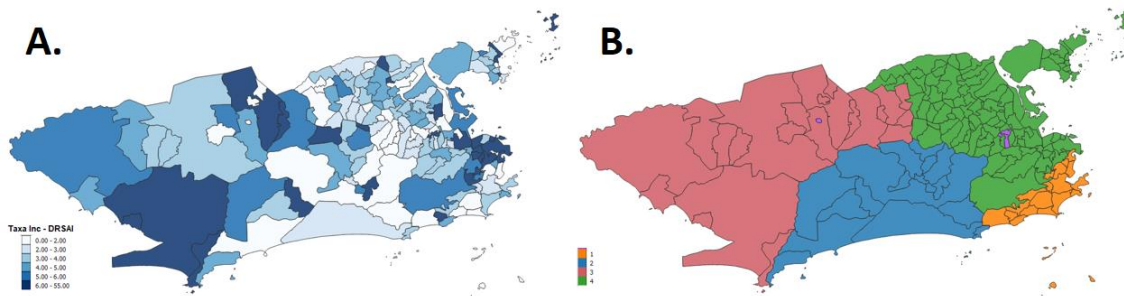 A.
B.
Taxa Inc - DRSAI
0.00 - 2.00
2.00 - 3.00
3.00 - 4.00
4.00 - 5.00
5.00 - 6.00
6.00 - 55.00
1
2
3
4